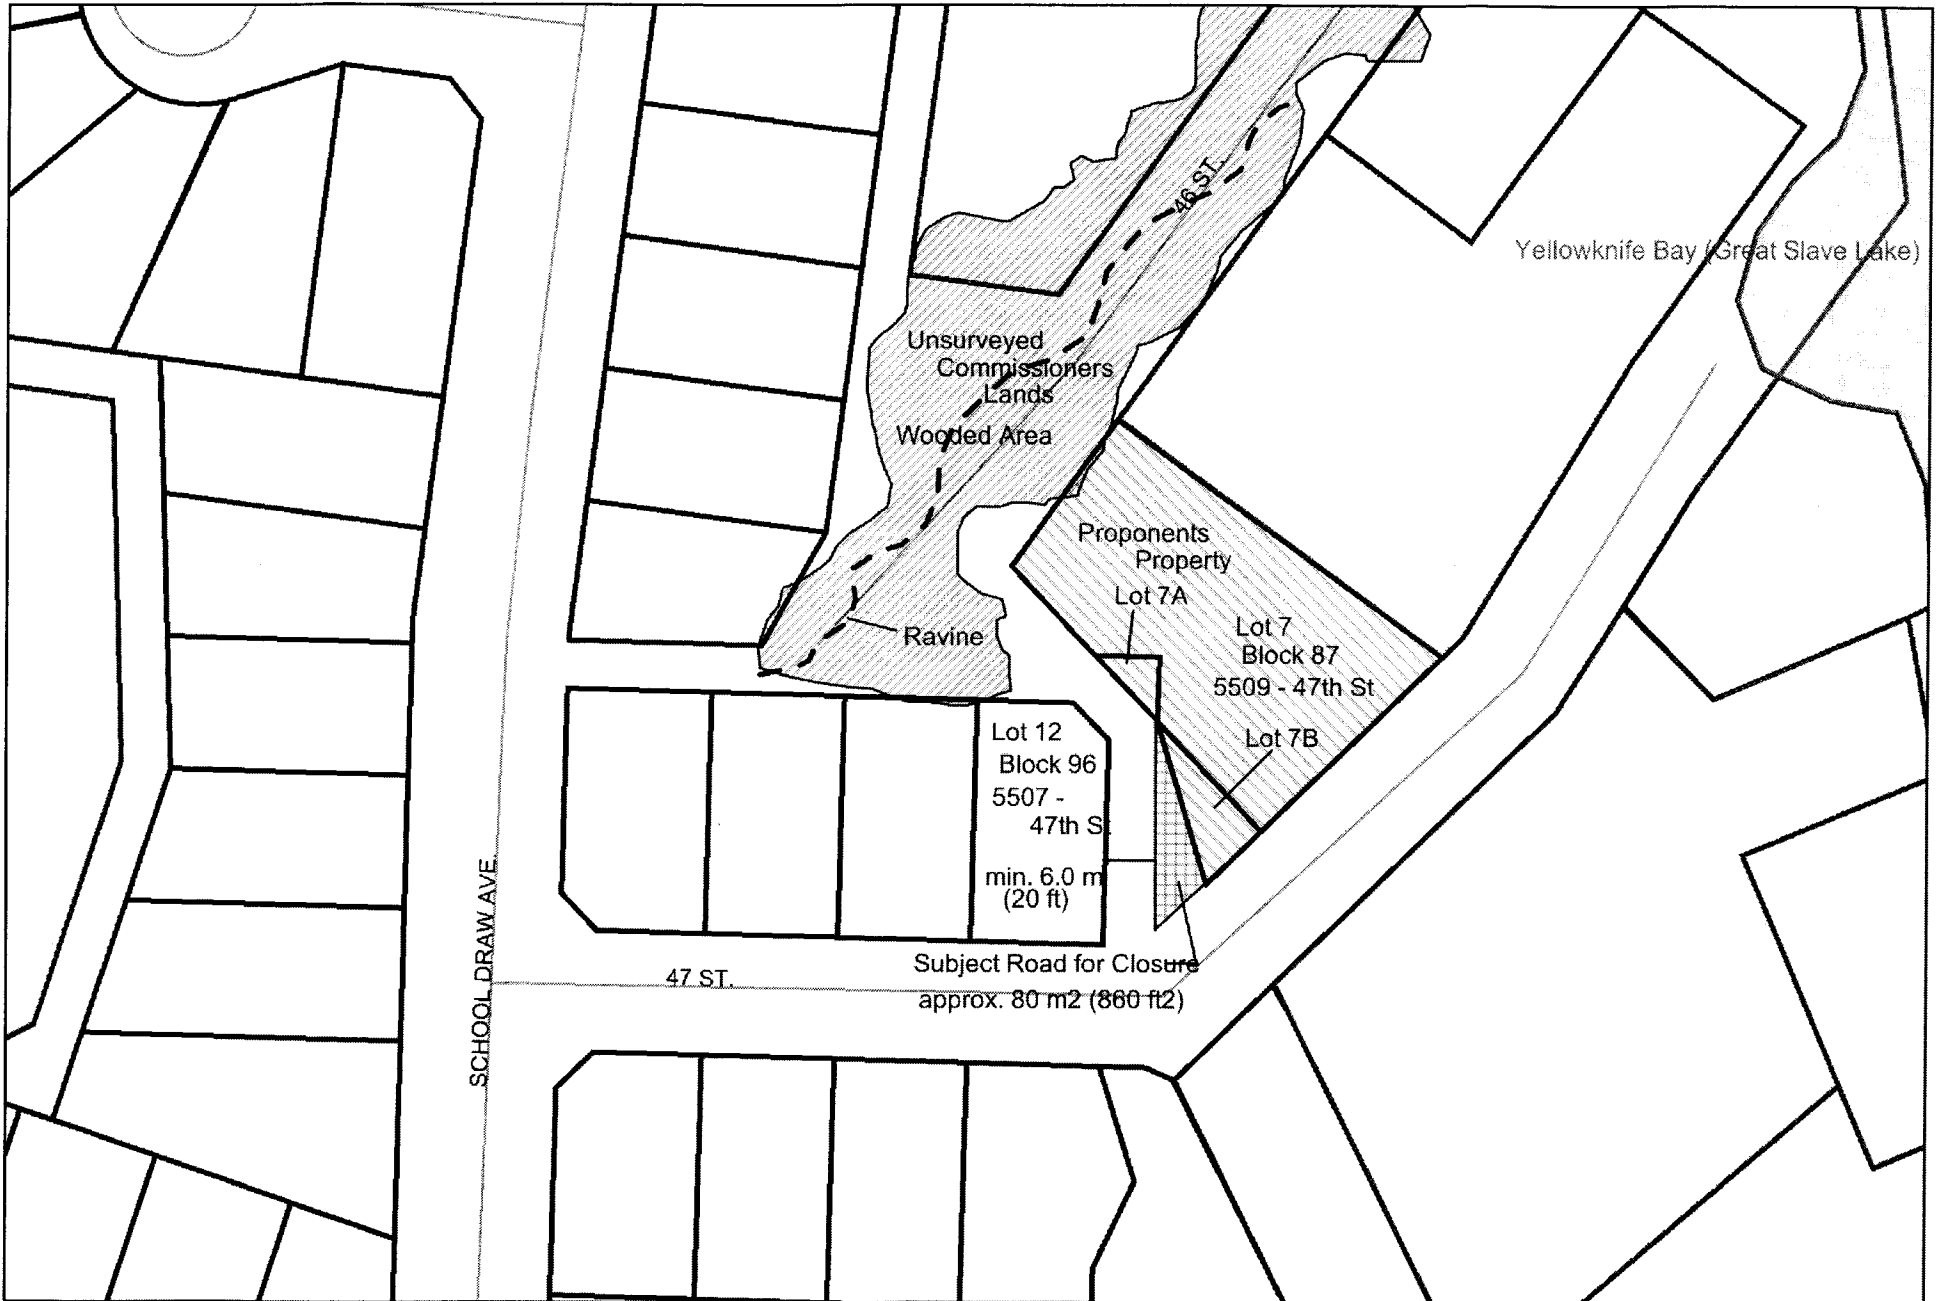 46 ST.
Yellowknife Bay (Great Slave Lake)
Unsurveyed
Commissioners
Lands
Wooded Area
Proponents
Property
Lot 7A
Lot 7
Block 87
5509 - 47th St
Ravine
Lot 7B
Lot 12
Block 96
5507 -
47th St
min. 6.0 m
(20 ft)
SCHOOL DRAW AVE.
47 ST.
Subject Road for Closure
approx. 80 m2 (860 ft2)